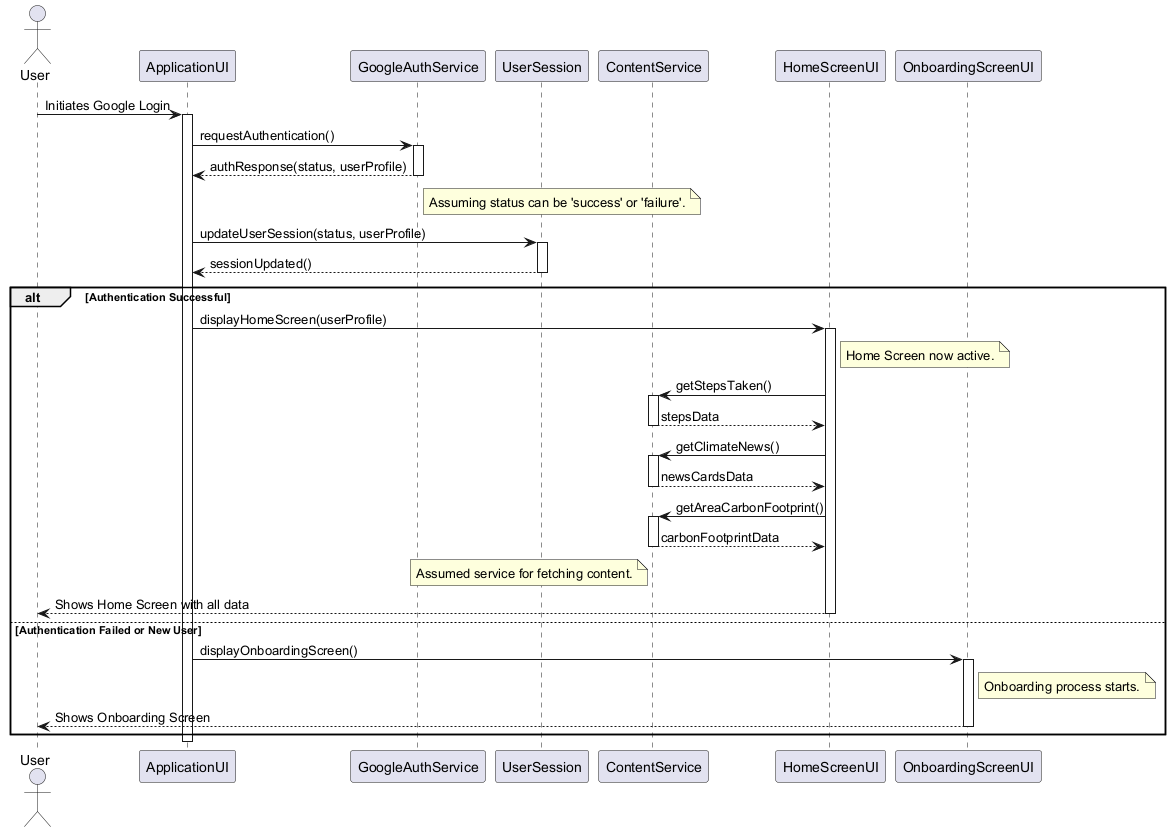 User
ApplicationUI
GoogleAuthService
UserSession
ContentService
HomeScreenUI
OnboardingScreenUI
Initiates Google Login
requestAuthentication()
authResponse(status, userProfile)
Assuming status can be 'success' or 'failure'.
updateUserSession(status, userProfile)
sessionUpdated()
alt
[Authentication Successful]
displayHomeScreen(userProfile)
Home Screen now active.
getStepsTaken()
stepsData
getClimateNews()
newsCardsData
getAreaCarbonFootprint()
carbonFootprintData
Assumed service for fetching content.
Shows Home Screen with all data
[Authentication Failed or New User]
displayOnboardingScreen()
Onboarding process starts.
Shows Onboarding Screen
User
ApplicationUI
GoogleAuthService
UserSession
ContentService
HomeScreenUI
OnboardingScreenUI